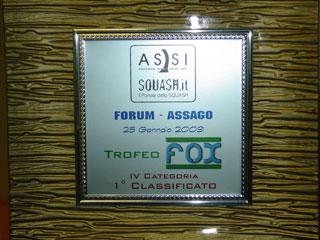 ASSI
SQUASH.it
il Portale dello SQUASH
FORUM - ASSAGO
25 Gennaio 2009
TROFEO FOX
IV CATEGORIA
1° CLASSIFICATO